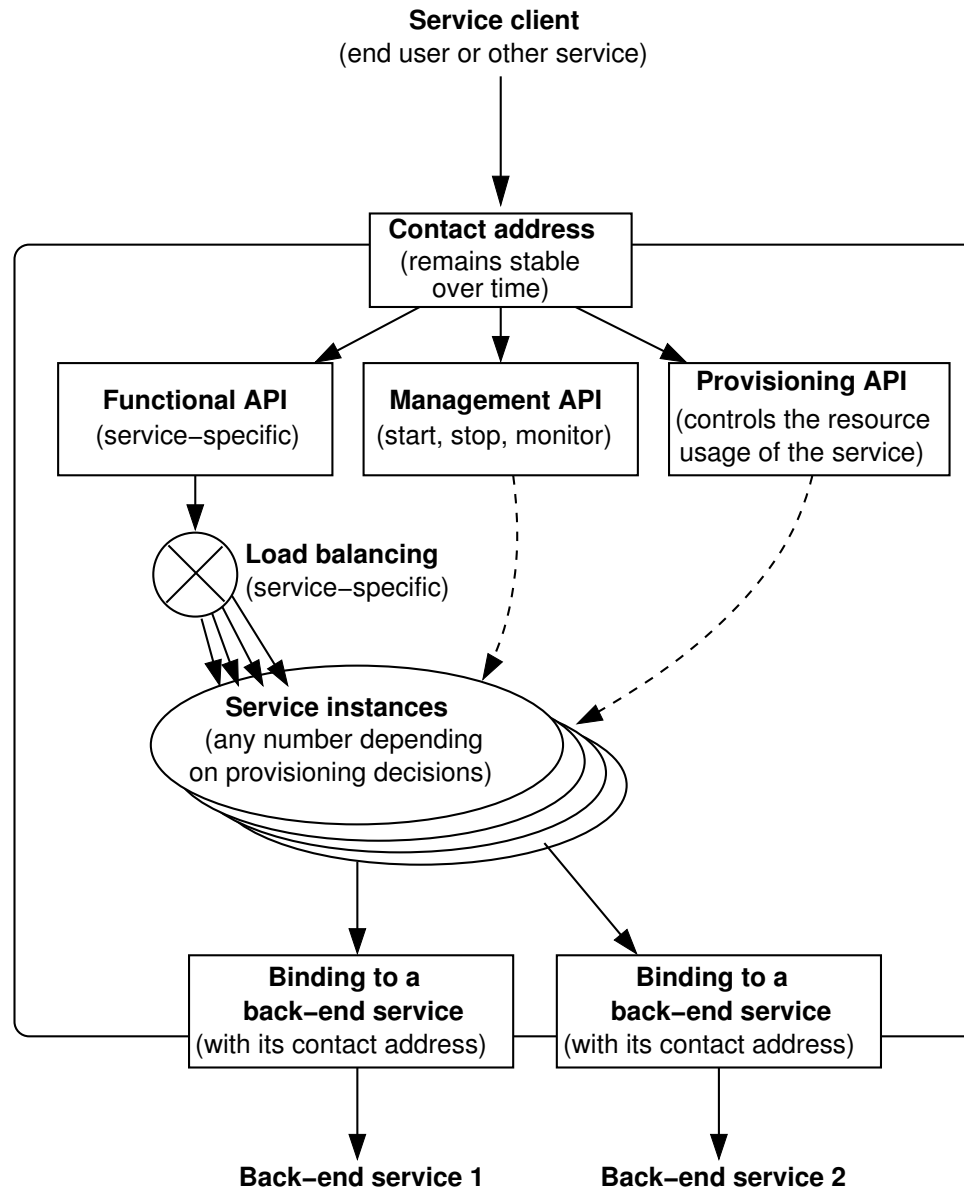 Service client
(end user or other service)
Contact address
(remains stable
over time)
Functional API
(service−specific)
Management API
(start, stop, monitor)
Provisioning API
(controls the resource
usage of the service)
Load balancing
(service−specific)
Service instances
(any number depending
on provisioning decisions)
Binding to a
back−end service
(with its contact address)
Binding to a
back−end service
(with its contact address)
Back−end service 1
Back−end service 2